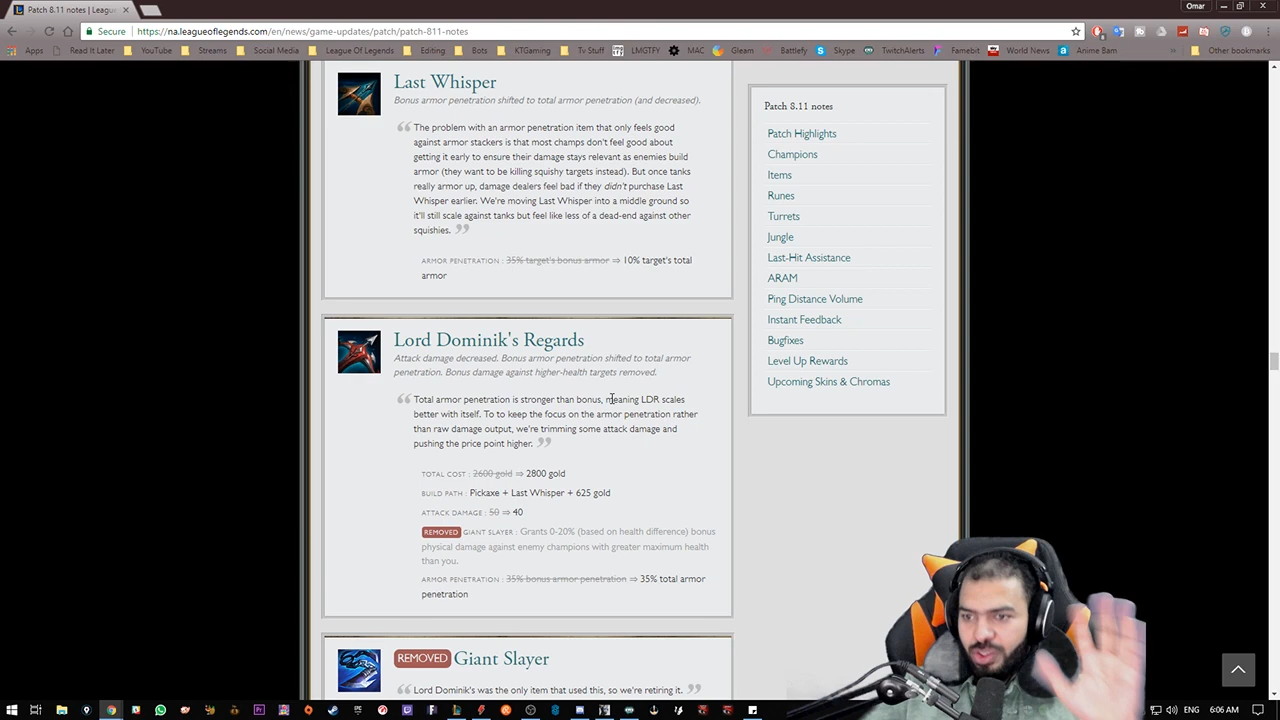 Patch 8.11 notes | Leagu
Omar
Secure
https://na.leagueoflegends.com/en/news/game-updates/patch/patch-811-notes
Apps Read It Later YouTube Streams Social Media League Of Legends Editing Bots KTGaming Tv Stuff LMGTFY MAC Gleam Battlefy Skype TwitchAlerts Famebit World News Anime Bam » Other bookmarks
Last Whisper
Bonus armor penetration shifted to total armor penetration (and decreased).
The problem with an armor penetration item that only feels good
against armor stackers is that most champs don't feel good about
getting it early to ensure their damage stays relevant as enemies build
armor (they want to be killing squishy targets instead). But once tanks
really armor up, damage dealers feel bad if they didn't purchase Last
Whisper earlier. We're moving Last Whisper into a middle ground so
it'll still scale against tanks but feel like less of a dead-end against other
squishies.
ARMOR PENETRATION : 35% target's bonus armor ⇒ 10% target's total
armor
Lord Dominik's Regards
Attack damage decreased. Bonus armor penetration shifted to total armor
penetration. Bonus damage against higher-health targets removed.
Total armor penetration is stronger than bonus, meaning LDR scales
better with itself. To to keep the focus on the armor penetration rather
than raw damage output, we're trimming some attack damage and
pushing the price point higher.
TOTAL COST : 2600 gold ⇒ 2800 gold
BUILD PATH : Pickaxe + Last Whisper + 625 gold
ATTACK DAMAGE : 50 ⇒ 40
REMOVED GIANT SLAYER : Grants 0-20% (based on health difference) bonus
physical damage against enemy champions with greater maximum health
than you.
ARMOR PENETRATION : 35% bonus armor penetration ⇒ 35% total armor
penetration
REMOVED Giant Slayer
Lord Dominik's was the only item that used this, so we're retiring it.
Patch 8.11 notes
Patch Highlights
Champions
Items
Runes
Turrets
Jungle
Last-Hit Assistance
ARAM
Ping Distance Volume
Instant Feedback
Bugfixes
Level Up Rewards
Upcoming Skins & Chromas
6:06 AM